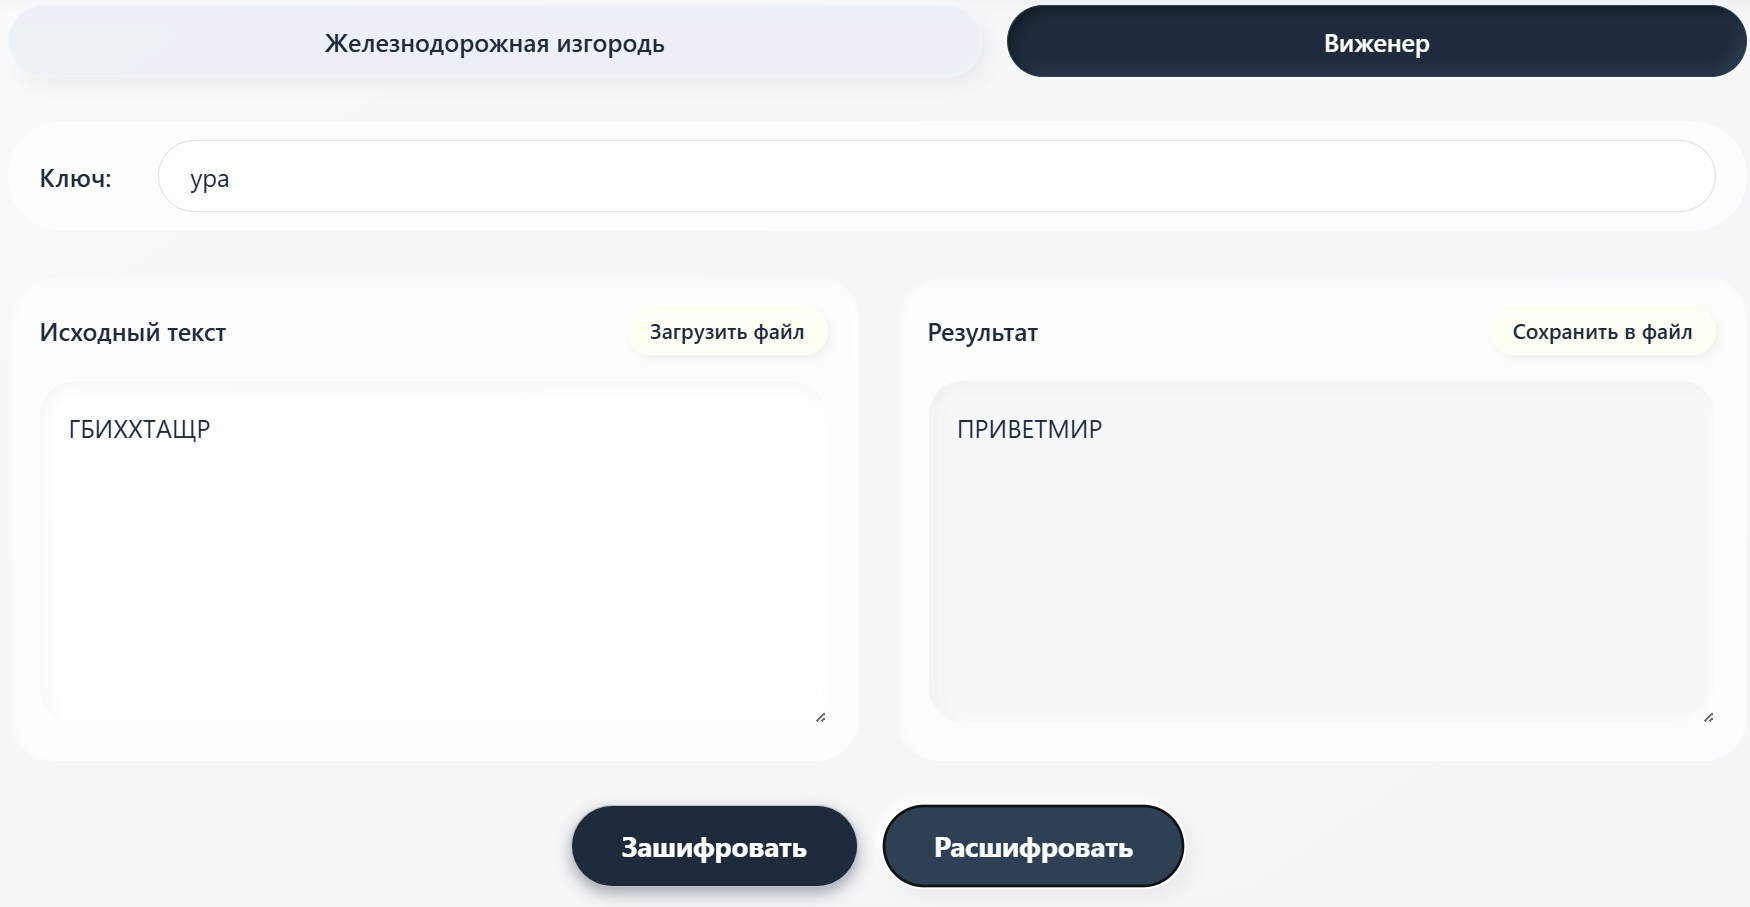 Железнодорожная изгородь
Виженер
Ключ:
ура
Исходный текст
Загрузить файл
ГБИХХТАЩР
Результат
Сохранить в файл
ПРИВЕТМИР
Зашифровать
Расшифровать